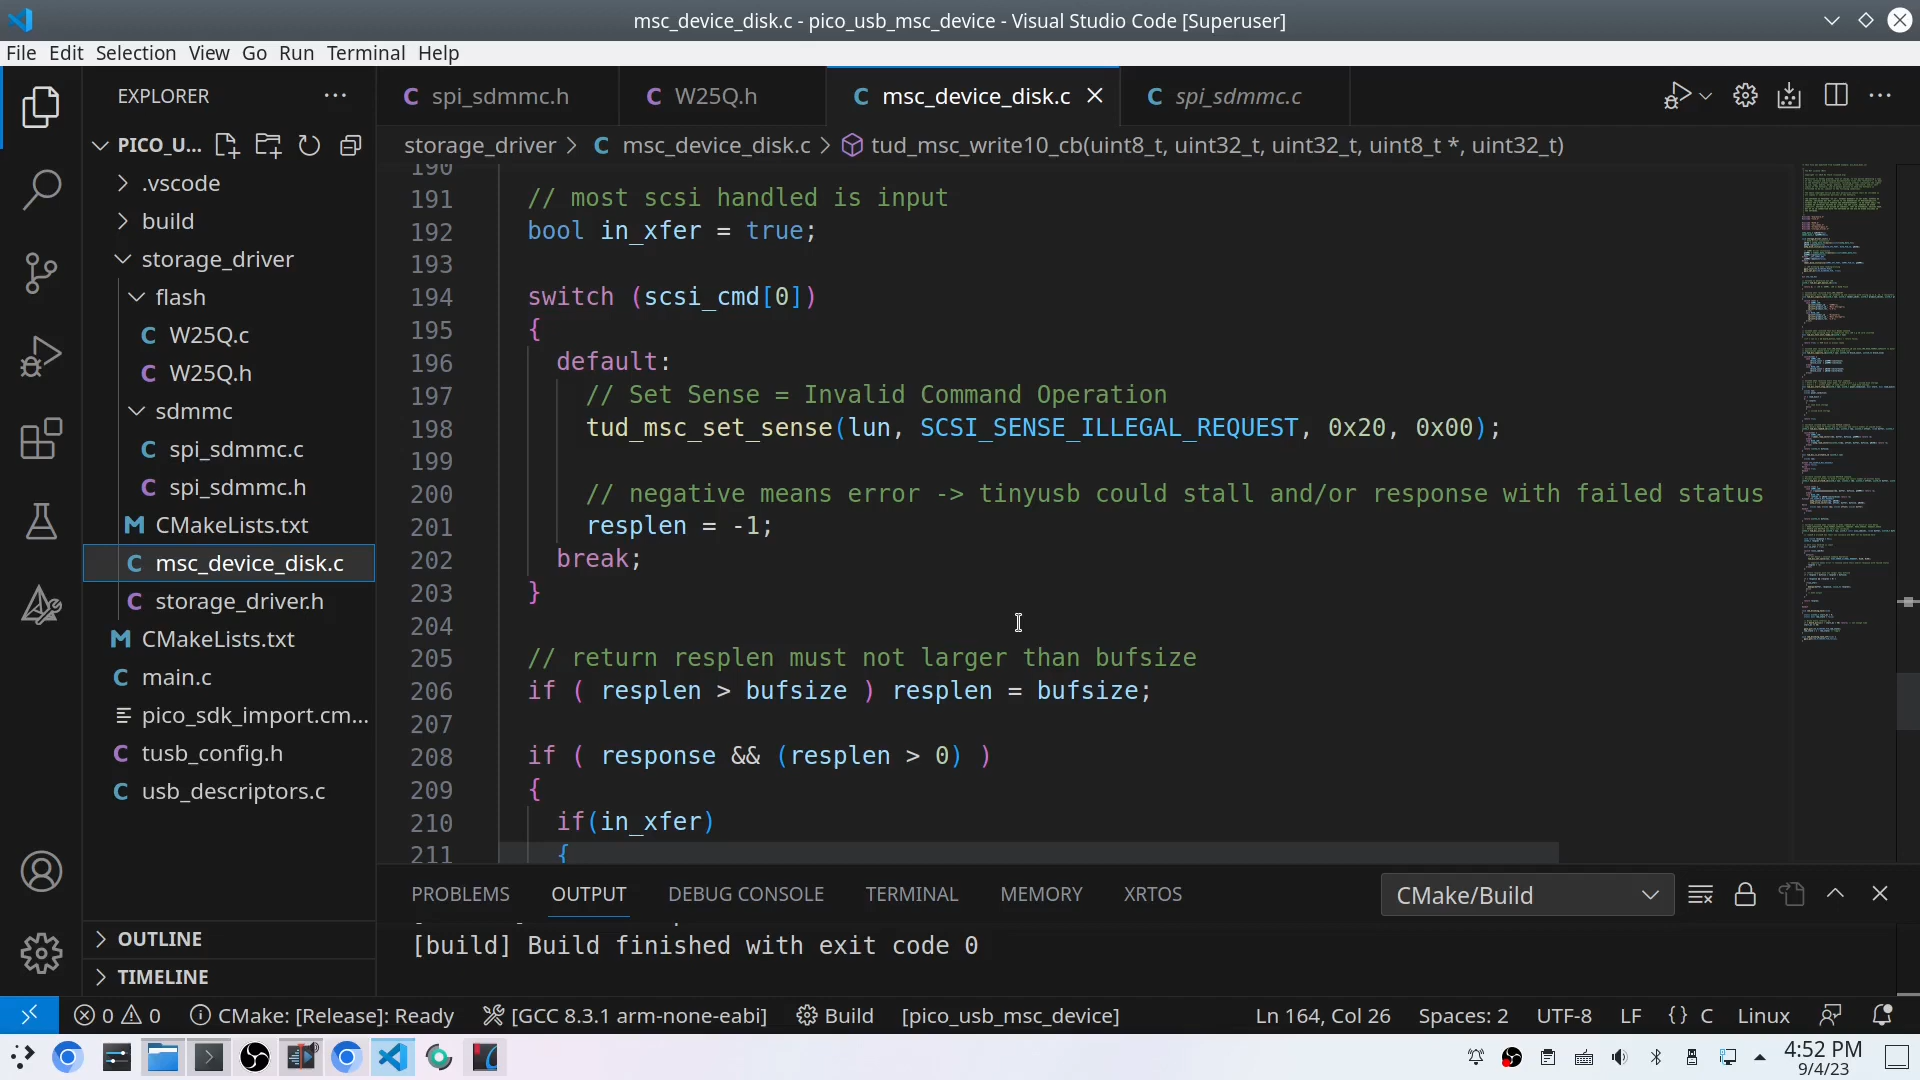 msc_device_disk.c - pico_usb_msc_device - Visual Studio Code [Superuser]
File Edit Selection View Go Run Terminal Help
EXPLORER
PICO_U...
.vscode
build
storage_driver
flash
C W25Q.c
C W25Q.h
sdmmc
C spi_sdmmc.c
C spi_sdmmc.h
M CMakeLists.txt
C msc_device_disk.c
C storage_driver.h
M CMakeLists.txt
C main.c
pico_sdk_import.cm...
C tusb_config.h
C usb_descriptors.c
OUTLINE
TIMELINE
C spi_sdmmc.h C W25Q.h C msc_device_disk.c C spi_sdmmc.c
storage_driver > C msc_device_disk.c > tud_msc_write10_cb(uint8_t, uint32_t, uint32_t, uint8_t *, uint32_t)
190
191 // most scsi handled is input
192 bool in_xfer = true;
193
194 switch (scsi_cmd[0])
195 {
196 default:
197 // Set Sense = Invalid Command Operation
198 tud_msc_set_sense(lun, SCSI_SENSE_ILLEGAL_REQUEST, 0x20, 0x00);
199
200 // negative means error -> tinyusb could stall and/or response with failed status
201 resplen = -1;
202 break;
203 }
204
205 // return resplen must not larger than bufsize
206 if ( resplen > bufsize ) resplen = bufsize;
207
208 if ( response && (resplen > 0) )
209 {
210 if(in_xfer)
211 {
PROBLEMS OUTPUT DEBUG CONSOLE TERMINAL MEMORY XRTOS CMake/Build
[build] Build finished with exit code 0
0 0 CMake: [Release]: Ready [GCC 8.3.1 arm-none-eabi] Build [pico_usb_msc_device] Ln 164, Col 26 Spaces: 2 UTF-8 LF {} C Linux
4:52 PM
9/4/23